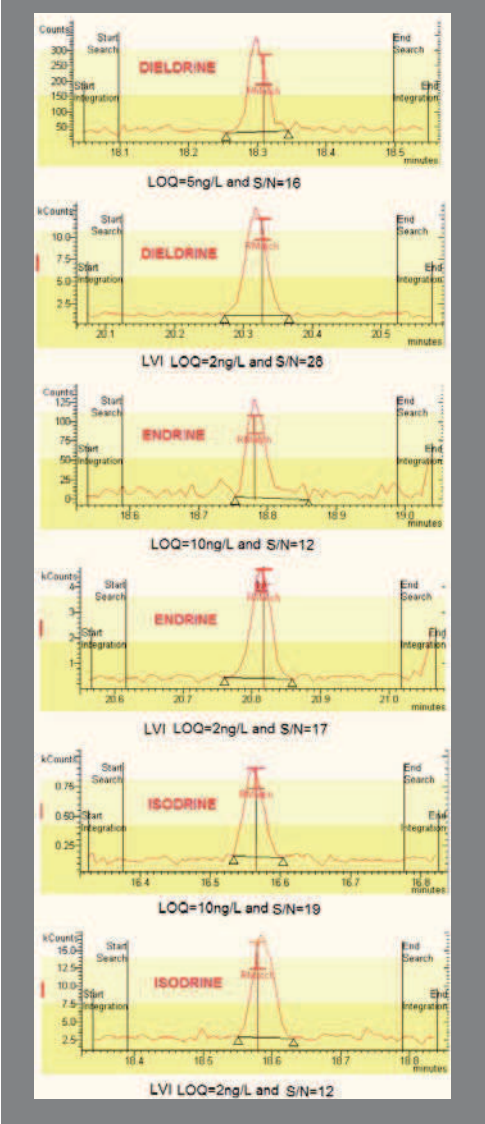 Counts
Start
Search
End
Search
300
250
200
150
100
50
DIELDRINE
RMatch
Start
Integration
End
Integration
18.1 18.2 18.3 18.4 18.5
minutes
LOQ=5ng/L and S/N=16
kCounts
Start
Search
End
Search
10.0
7.5
5.0
2.5
DIELDRINE
RMatch
Start
Integration
End
Integration
20.1 20.2 20.3 20.4 20.5
minutes
LVI LOQ=2ng/L and S/N=28
Counts
Start
Search
End
Search
125
100
75
50
25
0
ENDRINE
RMatch
Start
Integration
End
Integration
18.6 18.7 18.8 18.9 19.0
minutes
LOQ=10ng/L and S/N=12
kCounts
Start
Search
End
Search
4
3
2
1
ENDRINE
RMatch
Start
Integration
End
Integration
20.6 20.7 20.8 20.9 21.0
minutes
LVI LOQ=2ng/L and S/N=17
kCounts
Start
Search
End
Search
0.75
0.50
0.25
ISODRINE
RMatch
Start
Integration
End
Integration
16.4 16.5 16.6 16.7 16.8
minutes
LOQ=10ng/L and S/N=19
kCounts
Start
Search
End
Search
15.0
12.5
10.0
7.5
5.0
2.5
ISODRINE
RMatch
Start
Integration
End
Integration
18.4 18.5 18.6 18.7 18.8
minutes
LVI LOQ=2ng/L and S/N=12